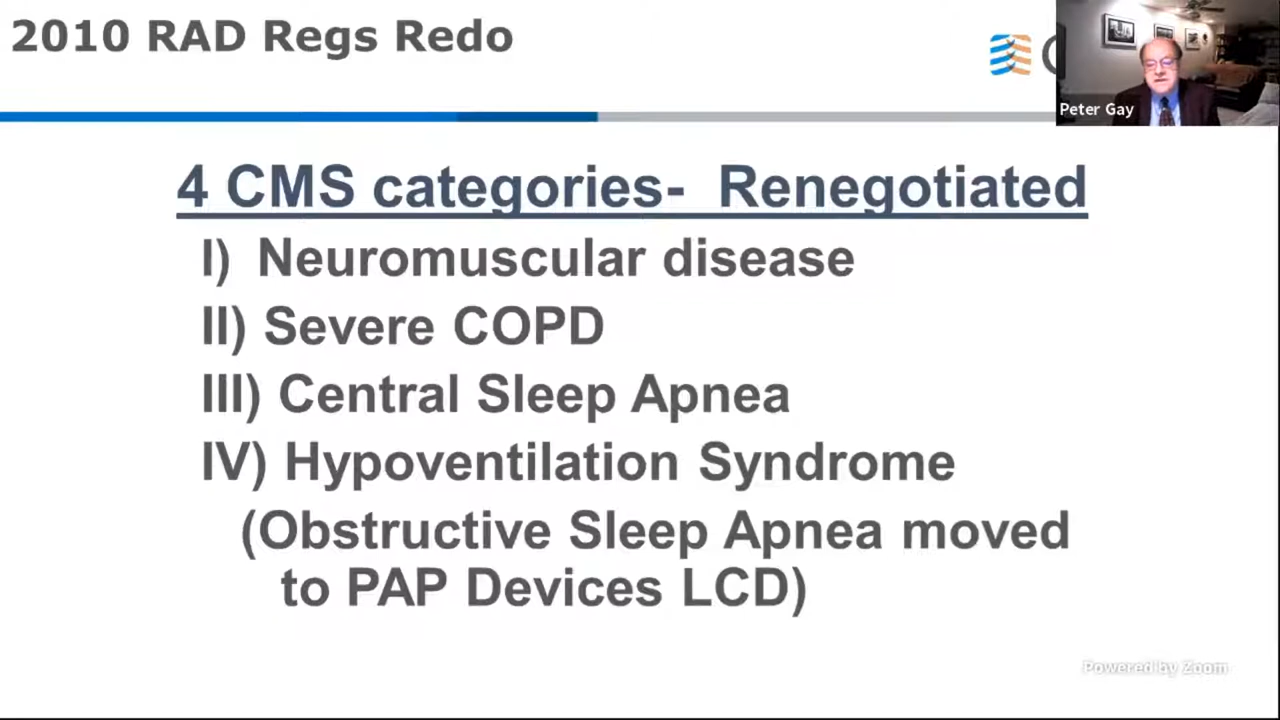 2010 RAD Regs Redo
Peter Gay
4 CMS categories- Renegotiated
I) Neuromuscular disease
II) Severe COPD
III) Central Sleep Apnea
IV) Hypoventilation Syndrome
(Obstructive Sleep Apnea moved
to PAP Devices LCD)
Powered by Zoom